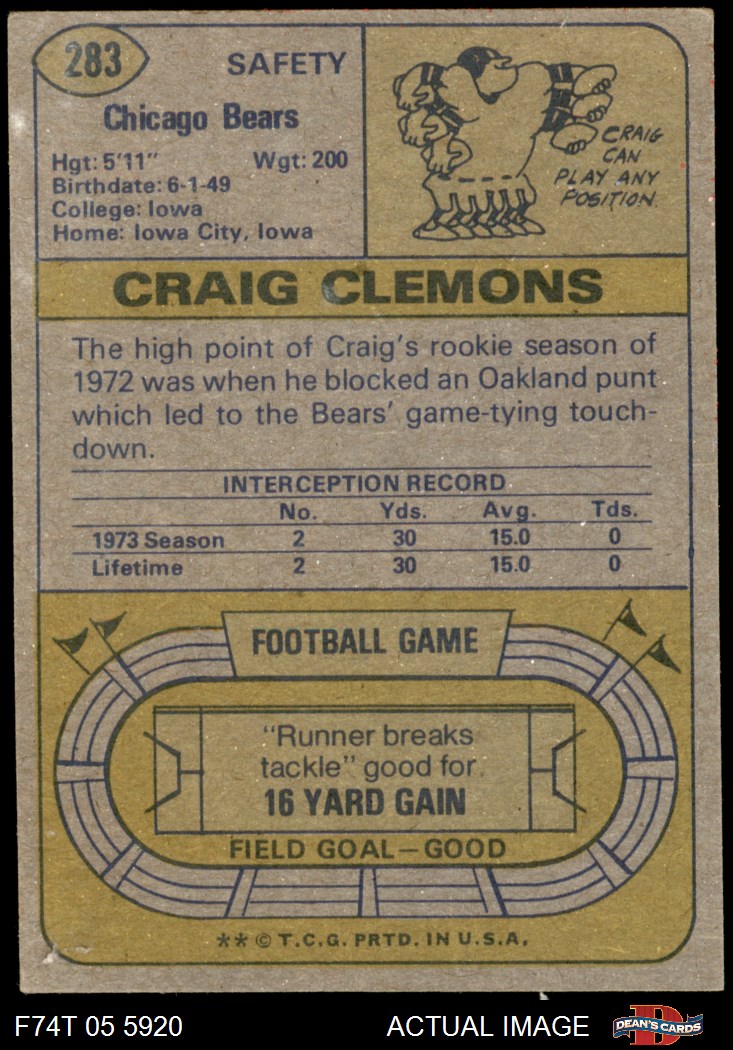 283
SAFETY
Chicago Bears
Hgt: 5'11" Wgt: 200
Birthdate: 6-1-49
College: Iowa
Home: Iowa City, Iowa
CRAIG
CAN
PLAY ANY
POSITION.
CRAIG CLEMONS
The high point of Craig's rookie season of
1972 was when he blocked an Oakland punt
which led to the Bears' game-tying touch-
down.
INTERCEPTION RECORD
No. Yds. Avg. Tds.
1973 Season 2 30 15.0 0
Lifetime 2 30 15.0 0
FOOTBALL GAME
"Runner breaks
tackle" good for
16 YARD GAIN
FIELD GOAL—GOOD
** © T.C.G. PRTD. IN U.S.A.
F74T 05 5920 ACTUAL IMAGE
D
DEAN'S CARDS